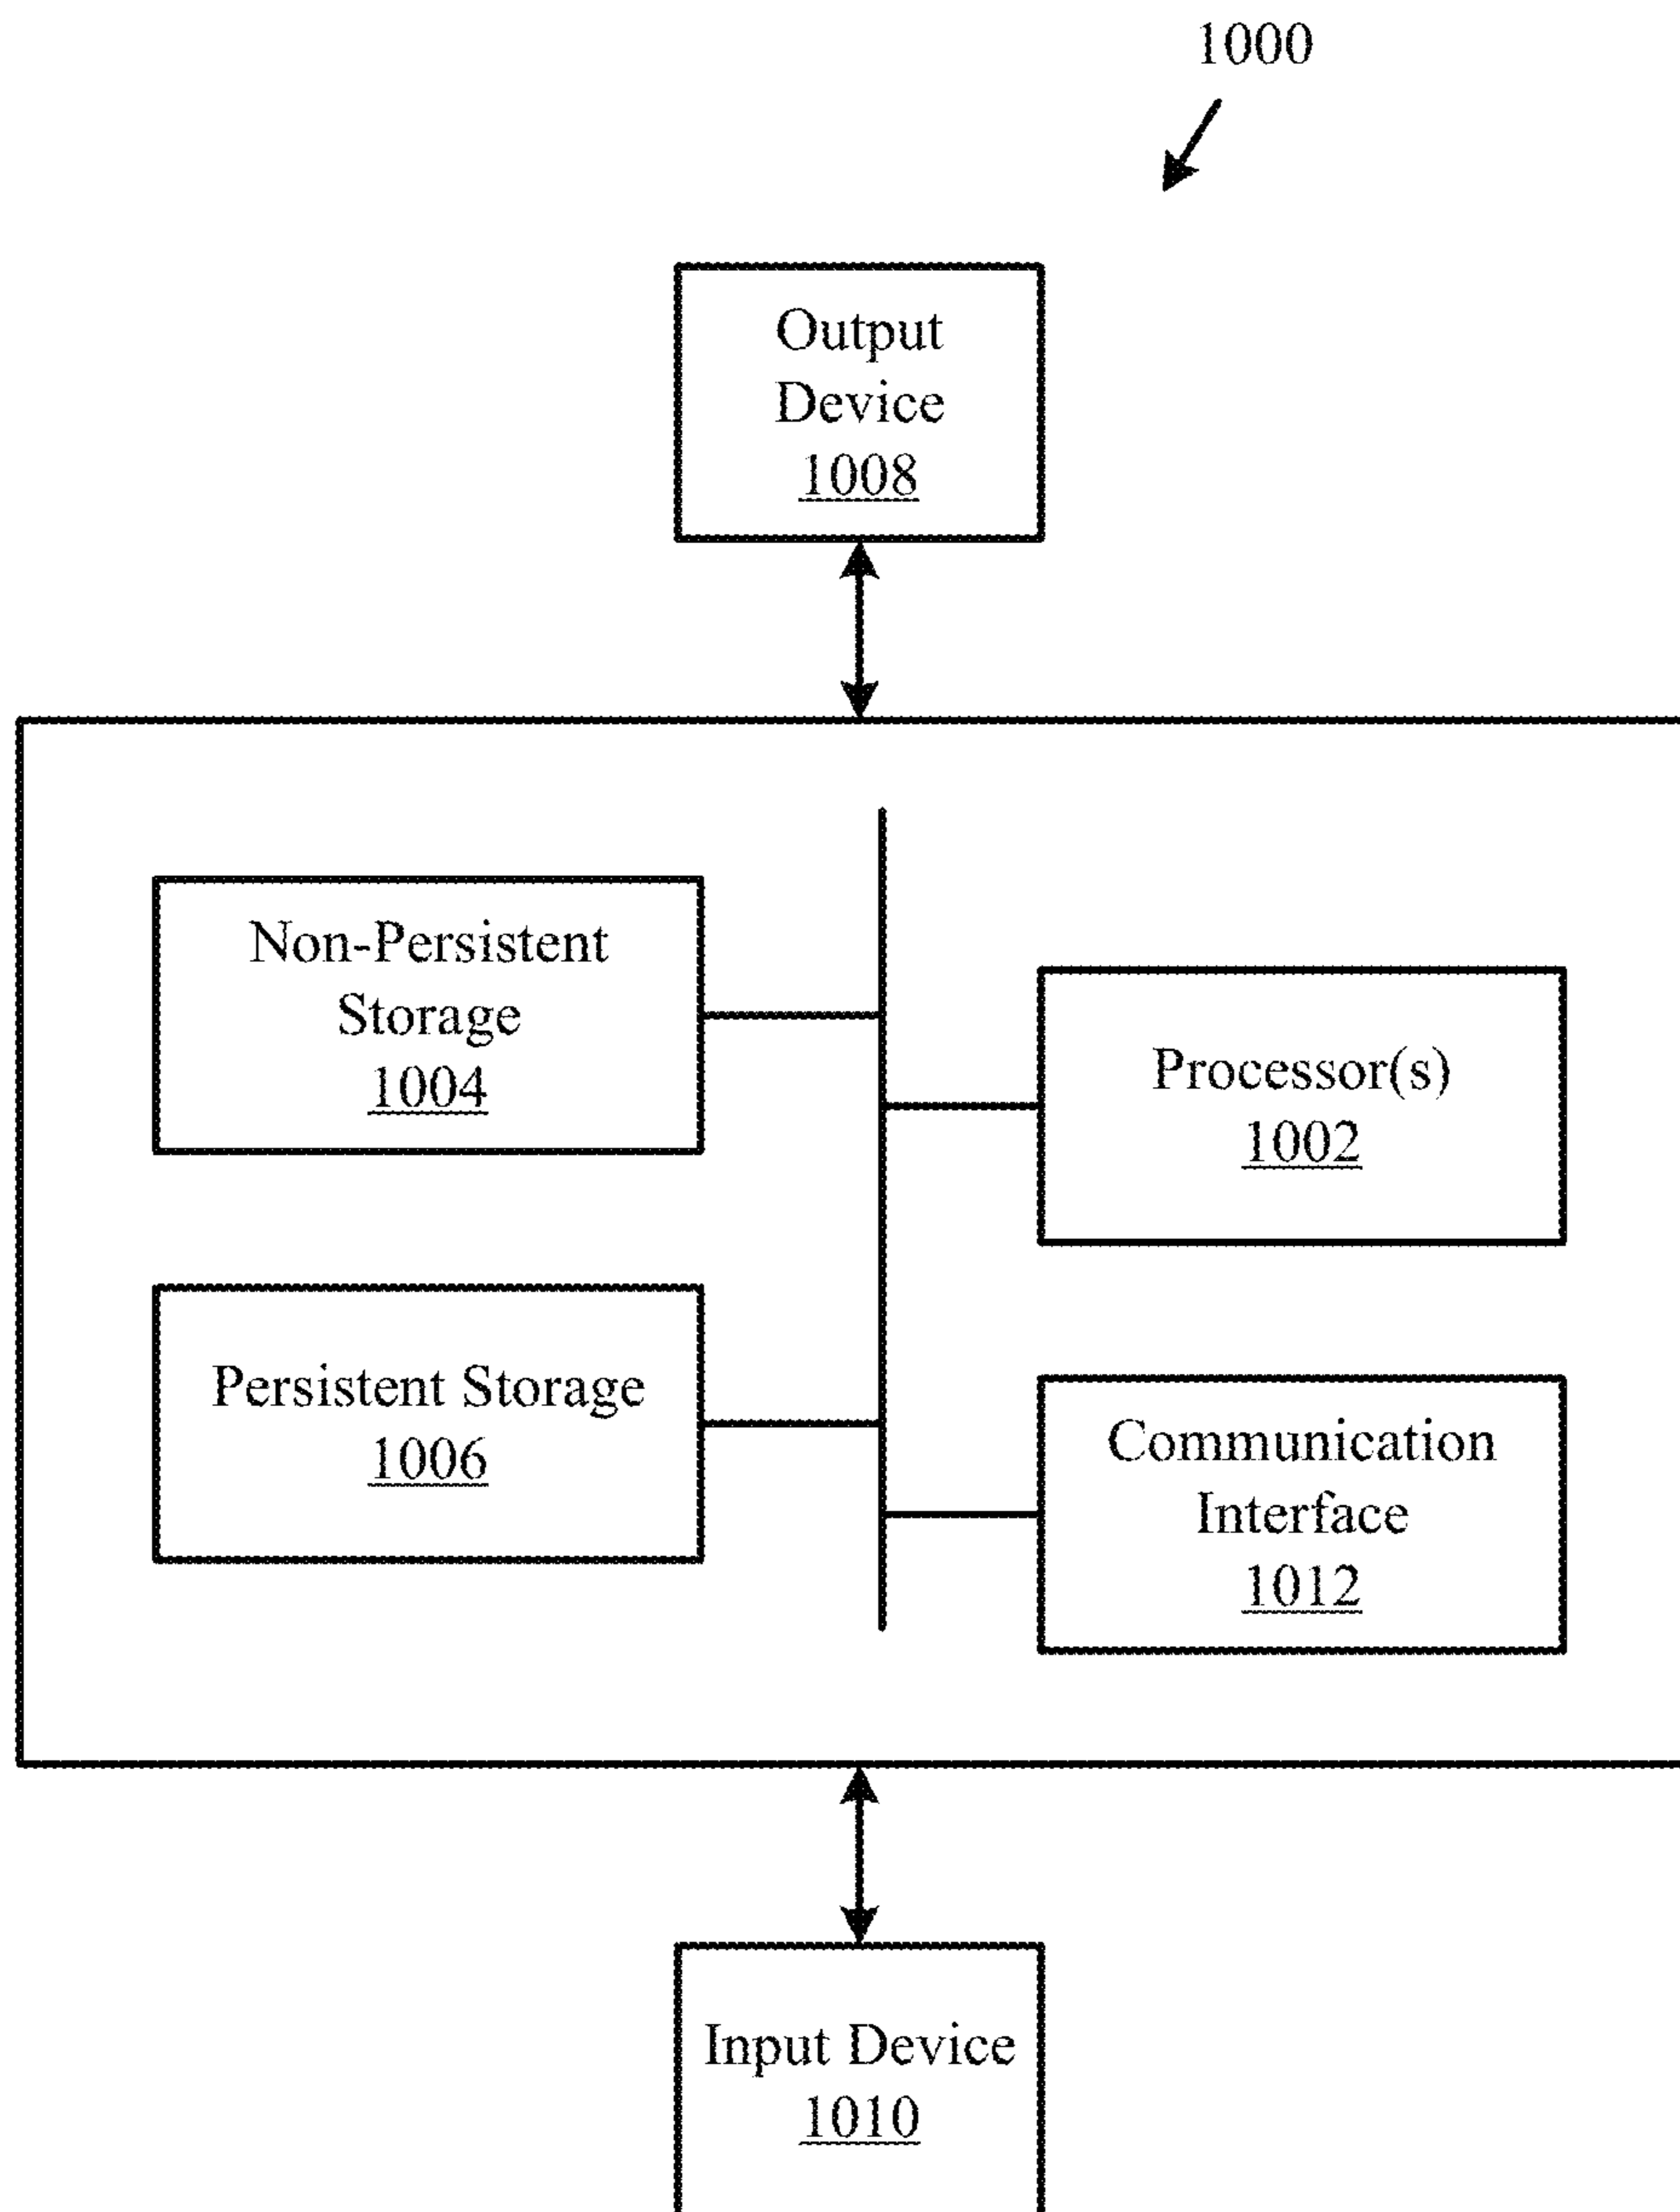 1000
Output
Device
1008
Non-Persistent
Storage
1004
Processor(s)
1002
Persistent Storage
1006
Communication
Interface
1012
Input Device
1010